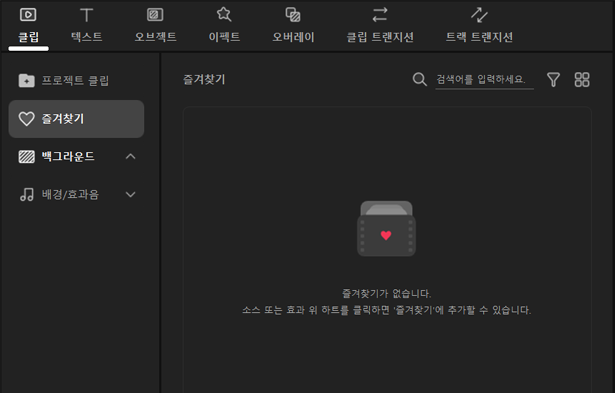 클립 텍스트 오브젝트 이펙트 오버레이 클립 트랜지션 트랙 트랜지션
프로젝트 클립
즐겨찾기
백그라운드
배경/효과음
즐겨찾기 검색어를 입력하세요.
즐겨찾기가 없습니다.
소스 또는 효과 위 하트를 클릭하면 '즐겨찾기'에 추가할 수 있습니다.